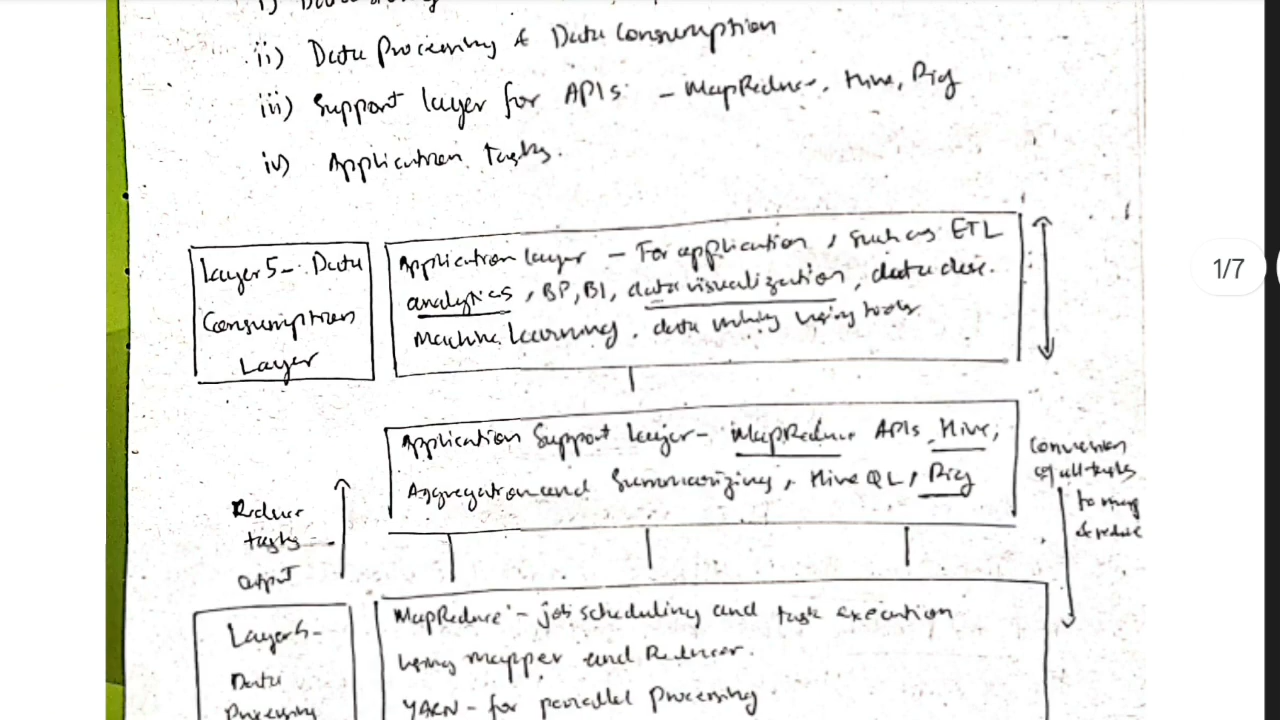 ii) Data Processing & Data Consumption
iii) Support layer for APIs: - MapReduce, Hive, Pig
iv) Application tasks.
Layer 5 - Data
Consumption
Layer
Application layer - For application, such as ETL
analytics, BP, BI, data visualization, data
Machine learning, data mining using tools.
Application Support layer - MapReduce APIs, Hive,
Aggregation and Summarizing, HiveQL, Pig
Conversion
of all tasks
to map
& reduce
Reduce
tasks
output
Layer
Data
Processing
MapReduce - job scheduling and task execution
using mapper and Reducer.
YARN - for parallel processing
1/7